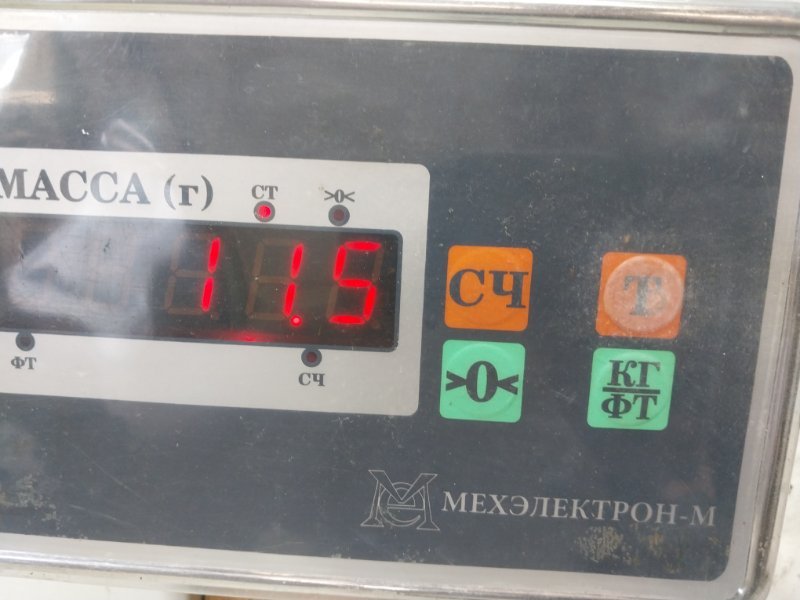 МАССА (г)
СТ
>0<
11.5
ФТ
СЧ
СЧ
Т
>0<
КГ
ФТ
МЕХЭЛЕКТРОН-М